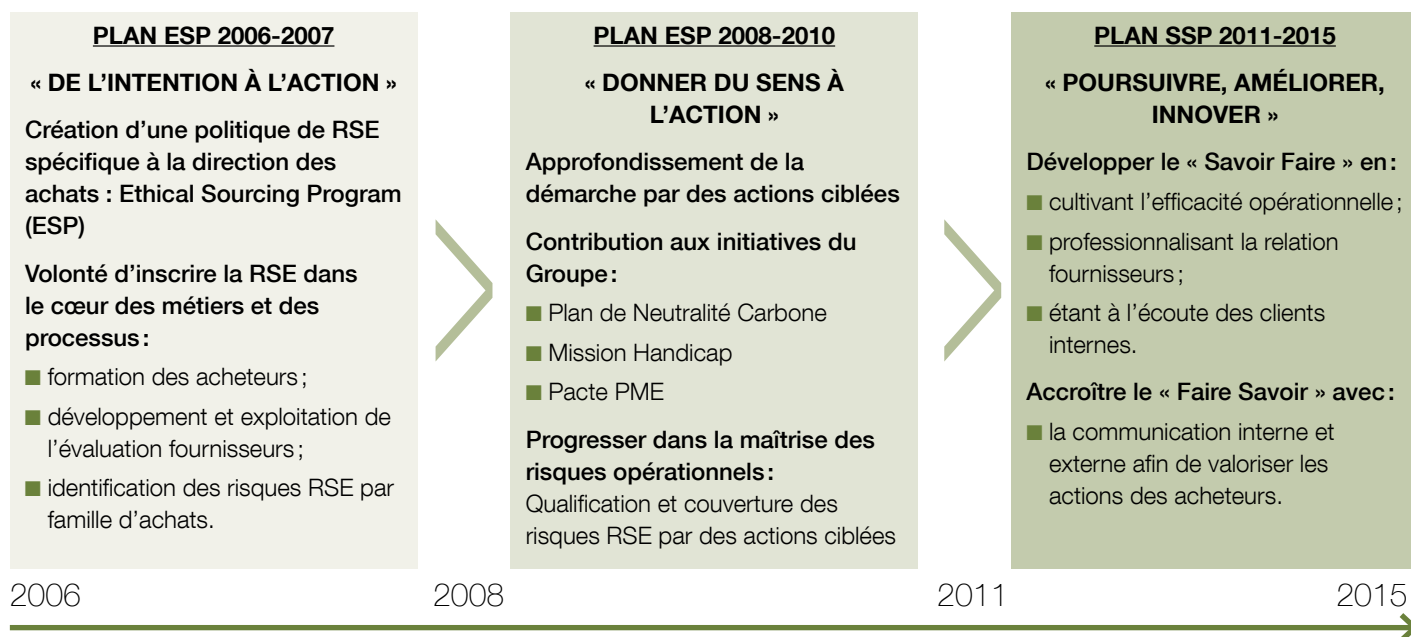 PLAN ESP 2006-2007
« DE L’INTENTION À L’ACTION »
Création d’une politique de RSE
spécifique à la direction des
achats : Ethical Sourcing Program
(ESP)
Volonté d’inscrire la RSE dans
le cœur des métiers et des
processus :
■ formation des acheteurs ;
■ développement et exploitation de
l’évaluation fournisseurs ;
■ identification des risques RSE par
famille d’achats.
PLAN ESP 2008-2010
« DONNER DU SENS À
L’ACTION »
Approfondissement de la
démarche par des actions ciblées
Contribution aux initiatives du
Groupe :
■ Plan de Neutralité Carbone
■ Mission Handicap
■ Pacte PME
Progresser dans la maîtrise des
risques opérationnels :
Qualification et couverture des
risques RSE par des actions ciblées
PLAN SSP 2011-2015
« POURSUIVRE, AMÉLIORER,
INNOVER »
Développer le « Savoir Faire » en :
■ cultivant l’efficacité opérationnelle ;
■ professionnalisant la relation
fournisseurs ;
■ étant à l’écoute des clients
internes.
Accroître le « Faire Savoir » avec :
■ la communication interne et
externe afin de valoriser les
actions des acheteurs.
2006 2008 2011 2015